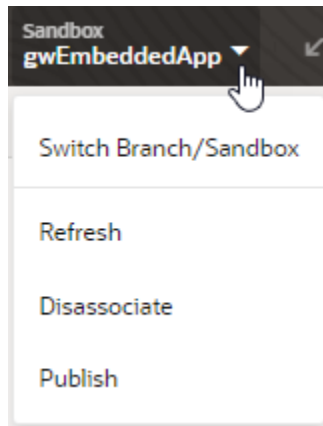 Sandbox
gwEmbeddedApp
Switch Branch/Sandbox
Refresh
Disassociate
Publish